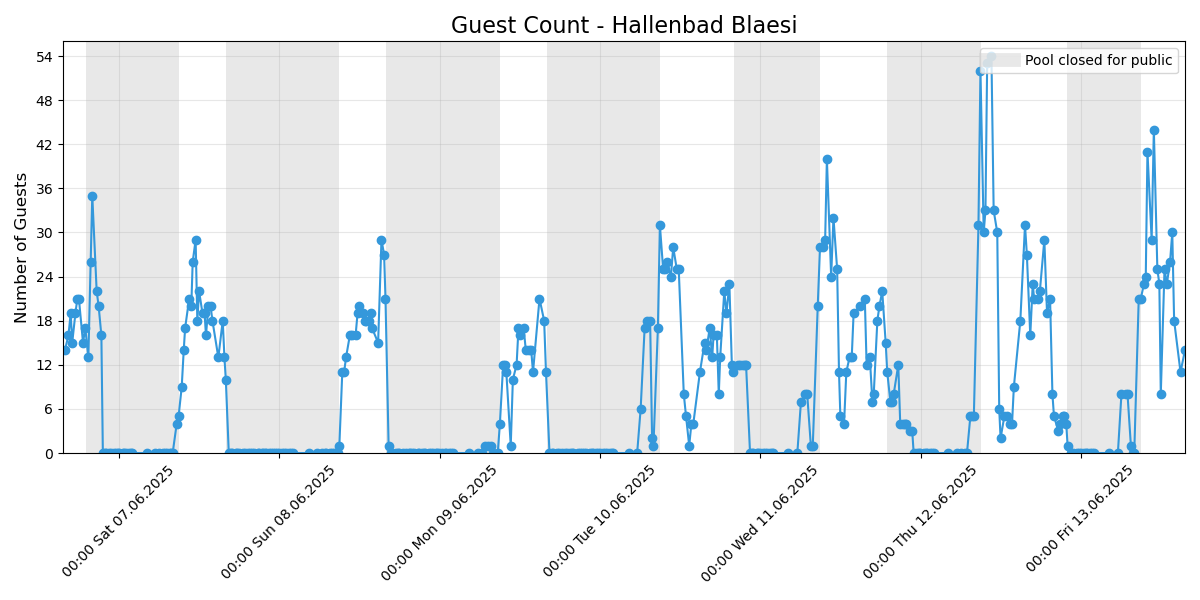 Guest Count - Hallenbad Blaesi
Pool closed for public
Number of Guests
54
48
42
36
30
24
18
12
6
0
00:00 Sat 07.06.2025
00:00 Sun 08.06.2025
00:00 Mon 09.06.2025
00:00 Tue 10.06.2025
00:00 Wed 11.06.2025
00:00 Thu 12.06.2025
00:00 Fri 13.06.2025